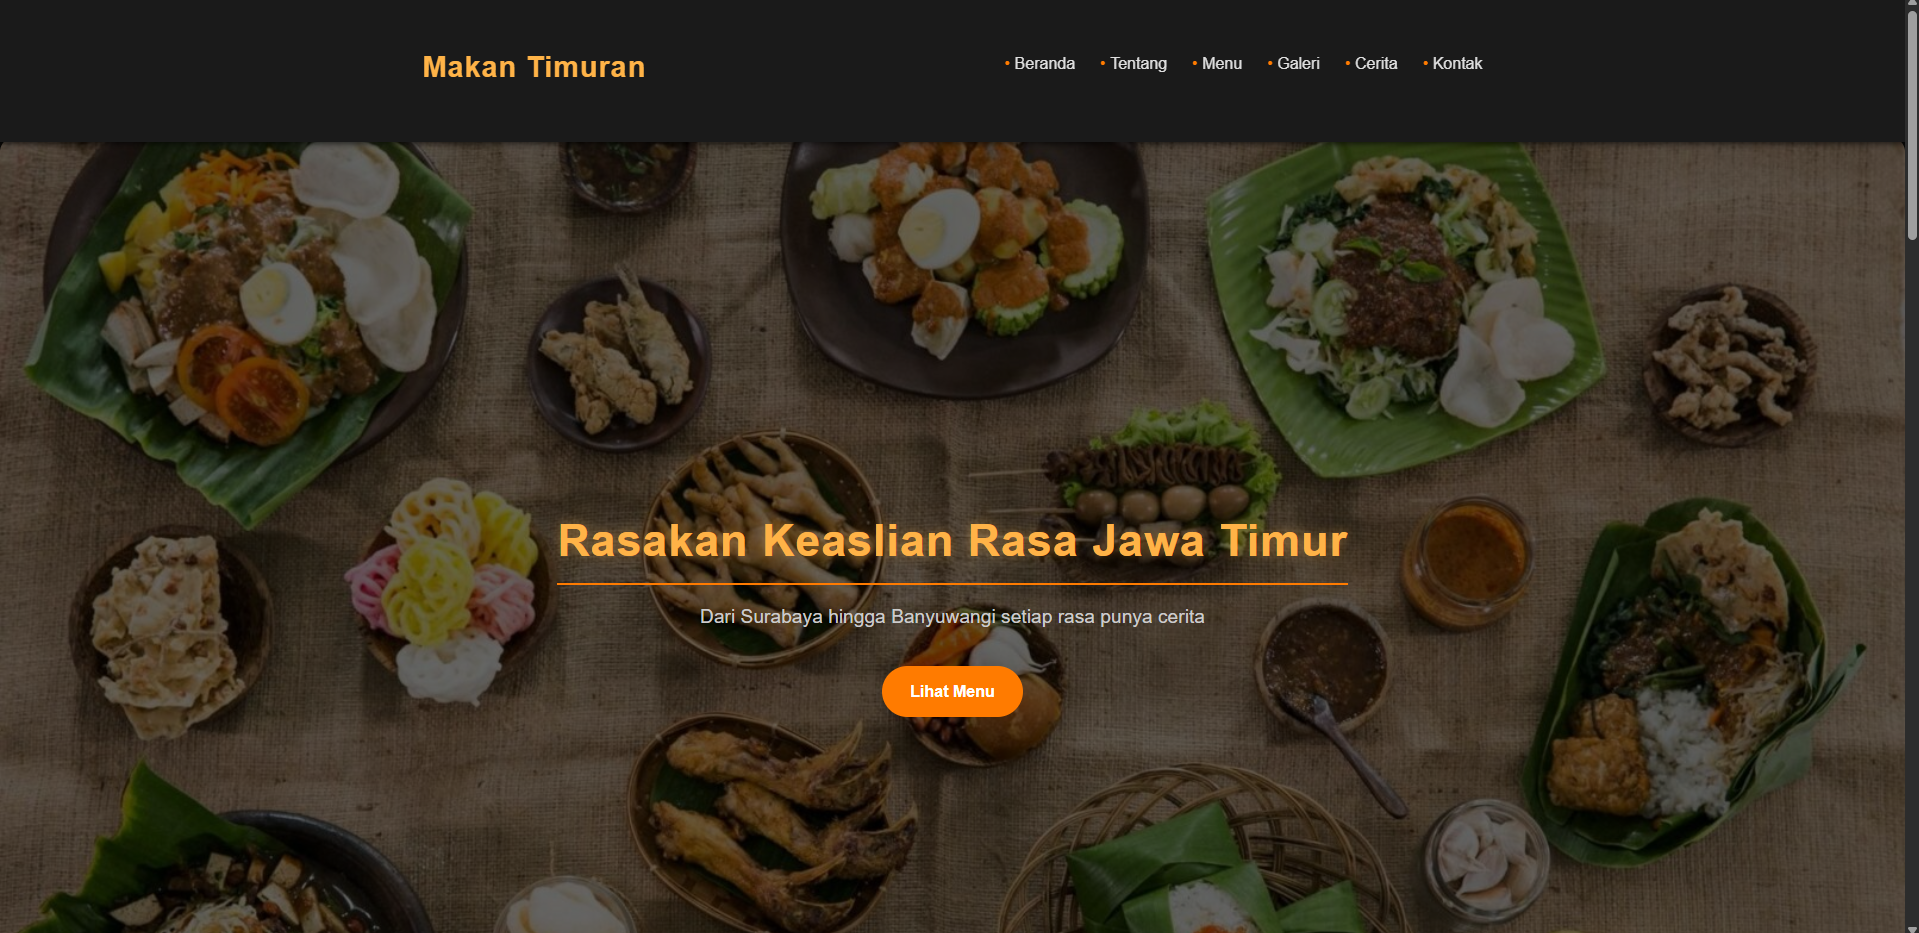 Makan Timuran
• Beranda • Tentang • Menu • Galeri • Cerita • Kontak
Rasakan Keaslian Rasa Jawa Timur
Dari Surabaya hingga Banyuwangi setiap rasa punya cerita
Lihat Menu